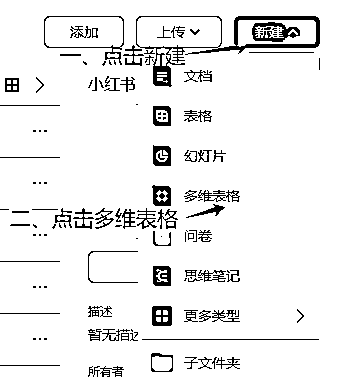 添加 上传 新建
一、点击新建
小红书
文档
表格
幻灯片
多维表格
二、点击多维表格
问卷
思维笔记
描述
暂无描述
更多类型
子文件夹
所有者